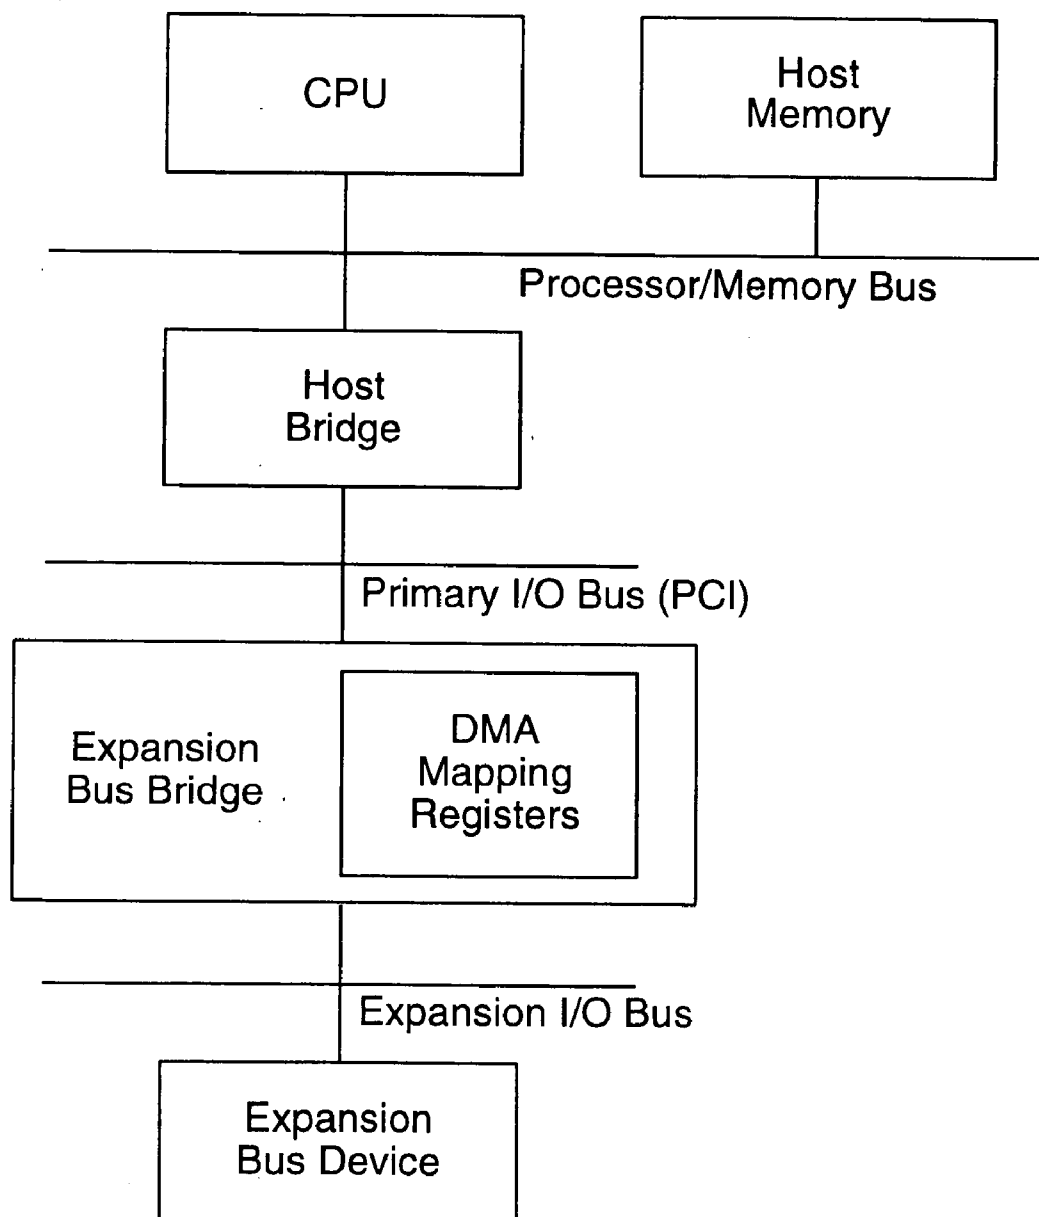 CPU
Host
Memory
Processor/Memory Bus
Host
Bridge
Primary I/O Bus (PCI)
Expansion
Bus Bridge
DMA
Mapping
Registers
Expansion I/O Bus
Expansion
Bus Device